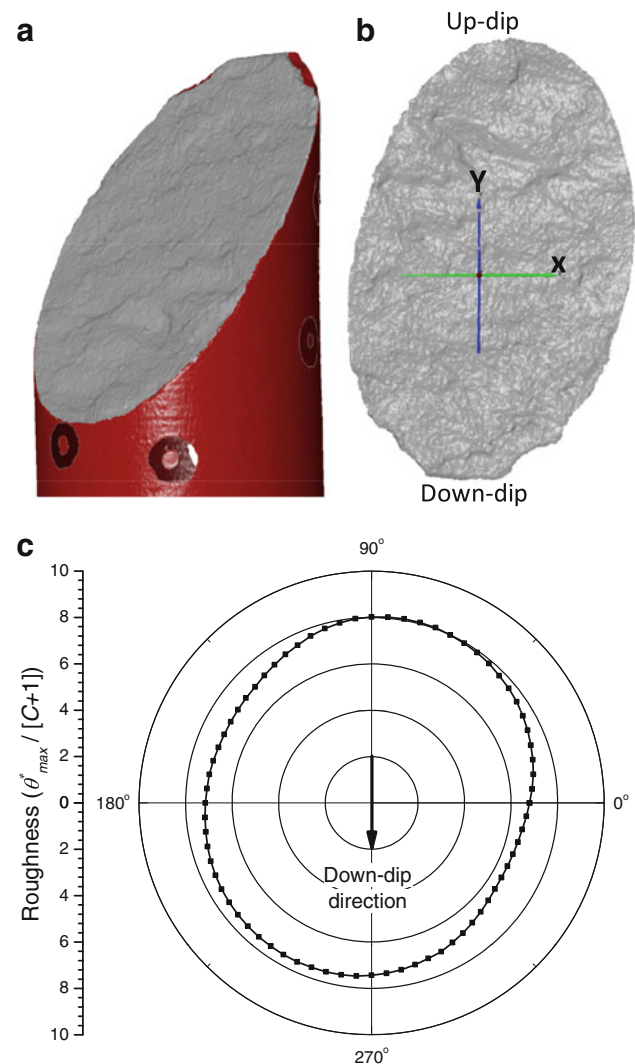 a
b
Up-dip
Y
x
Down-dip
c
90°
10
8
6
4
2
0
2
4
6
8
10
Roughness (θ*max / [C+1])
180°
0°
Down-dip
direction
270°